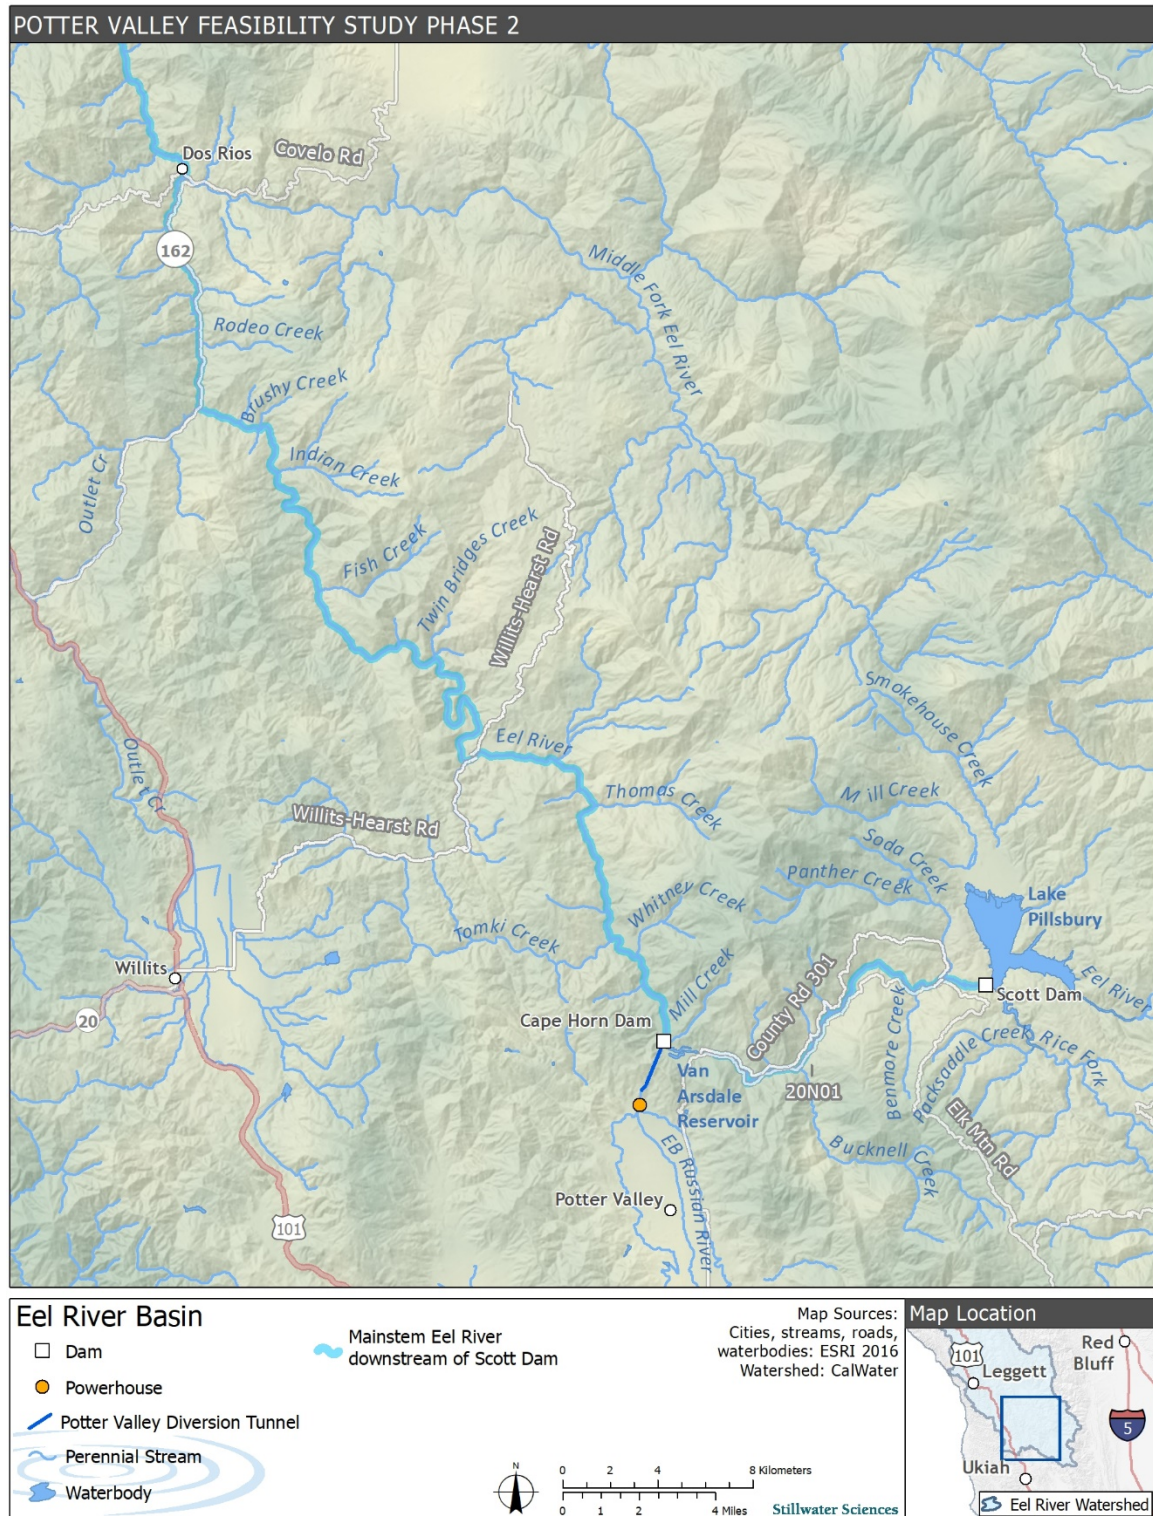 POTTER VALLEY FEASIBILITY STUDY PHASE 2
Dos Rios
Covelo Rd
162
Middle Fork Eel River
Rodeo Creek
Brushy Creek
Indian Creek
Outlet Cr
Fish Creek
Twin Bridges Creek
Willits-Hearst Rd
Smokehouse Creek
Eel River
Outlet Cr
Thomas Creek
Mill Creek
Willits-Hearst Rd
Soda Creek
Panther Creek
Whitney Creek
Lake
Pillsbury
Tomki Creek
Willits
Mill Creek
County Rd 301
Eel River
Scott Dam
20
Cape Horn Dam
Benmore Creek
Packsaddle Creek
Rice Fork
Van
Arsdale
Reservoir
20N01
Elk Mtn Rd
EB Russian River
Bucknell Creek
Potter Valley
101
Eel River Basin
Dam
Powerhouse
Potter Valley Diversion Tunnel
Perennial Stream
Waterbody
Mainstem Eel River
downstream of Scott Dam
Map Sources:
Cities, streams, roads,
waterbodies: ESRI 2016
Watershed: CalWater
N
0 2 4 8 Kilometers
0 1 2 4 Miles
Stillwater Sciences
Map Location
101
Leggett
Red
Bluff
5
Ukiah
Eel River Watershed